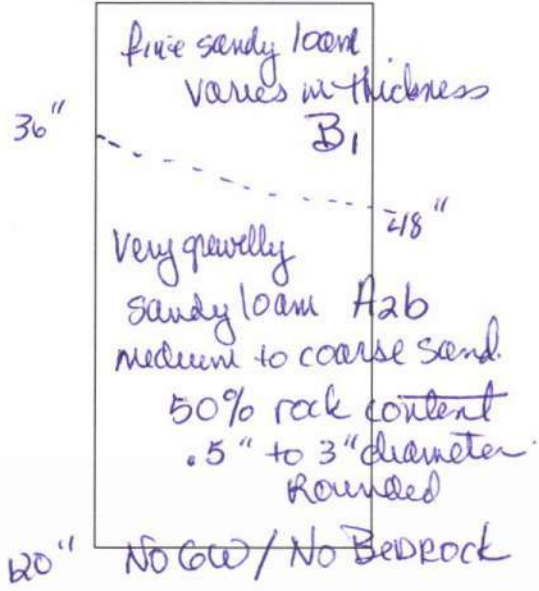 fine sandy loam
varies in thickness
36"
B1
48"
Very gravelly
sandy loam A2b
medium to coarse sand.
50% rock content
.5" to 3" diameter.
Rounded
120" No GW / No BEDROCK